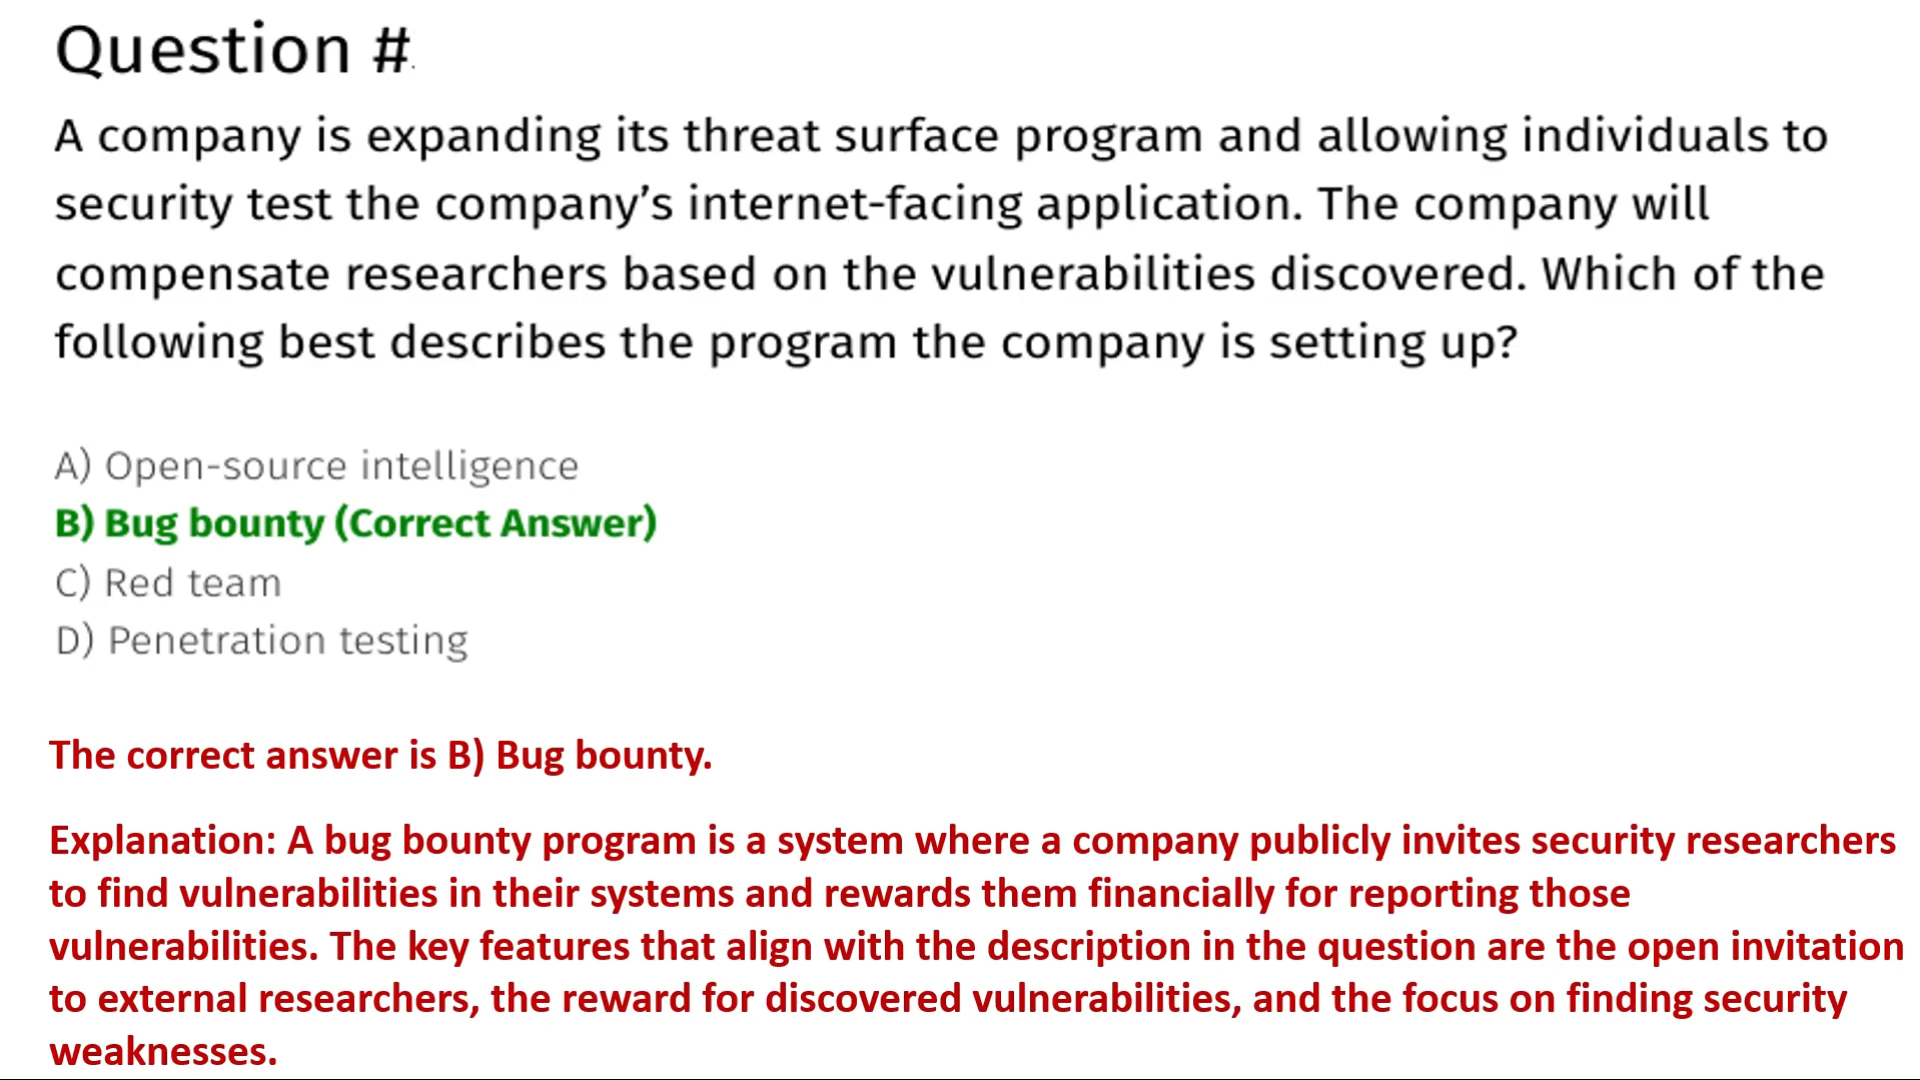 Question #.
A company is expanding its threat surface program and allowing individuals to
security test the company’s internet-facing application. The company will
compensate researchers based on the vulnerabilities discovered. Which of the
following best describes the program the company is setting up?
A) Open-source intelligence
B) Bug bounty (Correct Answer)
C) Red team
D) Penetration testing
The correct answer is B) Bug bounty.
Explanation: A bug bounty program is a system where a company publicly invites security researchers
to find vulnerabilities in their systems and rewards them financially for reporting those
vulnerabilities. The key features that align with the description in the question are the open invitation
to external researchers, the reward for discovered vulnerabilities, and the focus on finding security
weaknesses.